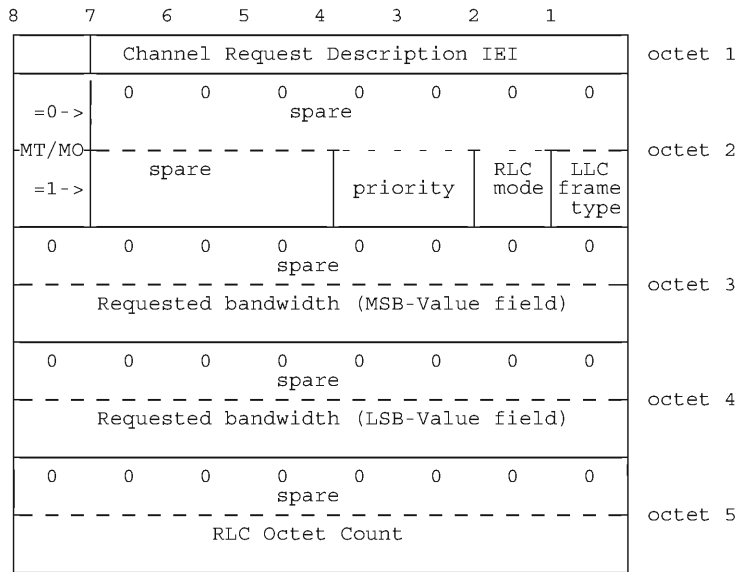 8 7 6 5 4 3 2 1
Channel Request Description IEI octet 1
0 0 0 0 0 0 0
=0-> spare
MT/MO octet 2
spare RLC LLC
=1-> priority mode frame
type
0 0 0 0 0 0 0 0
spare
octet 3
Requested bandwidth (MSB-Value field)
0 0 0 0 0 0 0 0
spare
octet 4
Requested bandwidth (LSB-Value field)
0 0 0 0 0 0 0 0
spare
octet 5
RLC Octet Count